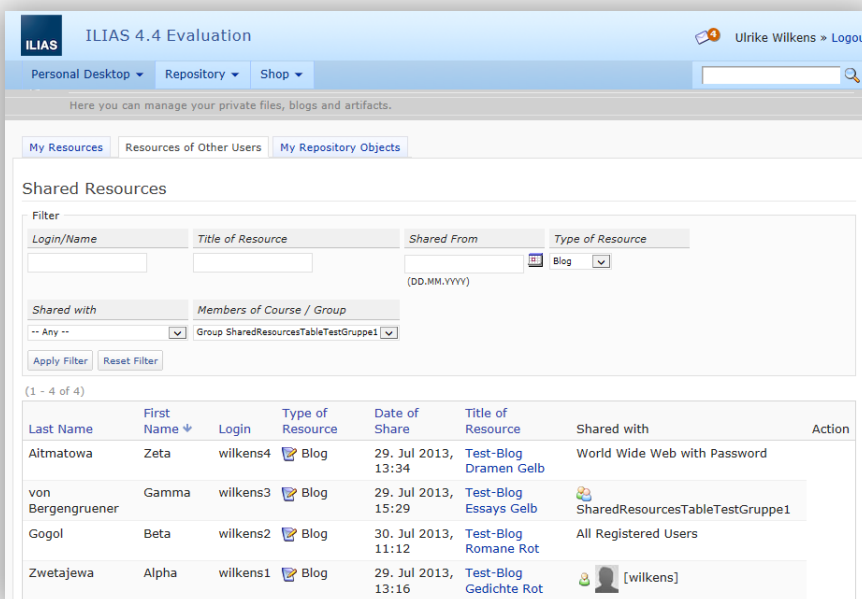 ILIAS
ILIAS 4.4 Evaluation
4
Ulrike Wilkens » Logou
Personal Desktop
Repository
Shop
Here you can manage your private files, blogs and artifacts.
My Resources
Resources of Other Users
My Repository Objects
Shared Resources
Filter
Login/Name
Title of Resource
Shared From
Type of Resource
Blog
(DD.MM.YYYY)
Shared with
Members of Course / Group
-- Any --
Group SharedResourcesTableTestGruppe1
Apply Filter
Reset Filter
(1 - 4 of 4)
Last Name
First
Name
Login
Type of
Resource
Date of
Share
Title of
Resource
Shared with
Action
Aitmatowa
Zeta
wilkens4
Blog
29. Jul 2013,
13:34
Test-Blog
Dramen Gelb
World Wide Web with Password
von
Bergengruener
Gamma
wilkens3
Blog
29. Jul 2013,
15:29
Test-Blog
Essays Gelb
SharedResourcesTableTestGruppe1
Gogol
Beta
wilkens2
Blog
30. Jul 2013,
11:12
Test-Blog
Romane Rot
All Registered Users
Zwetajewa
Alpha
wilkens1
Blog
29. Jul 2013,
13:16
Test-Blog
Gedichte Rot
[wilkens]